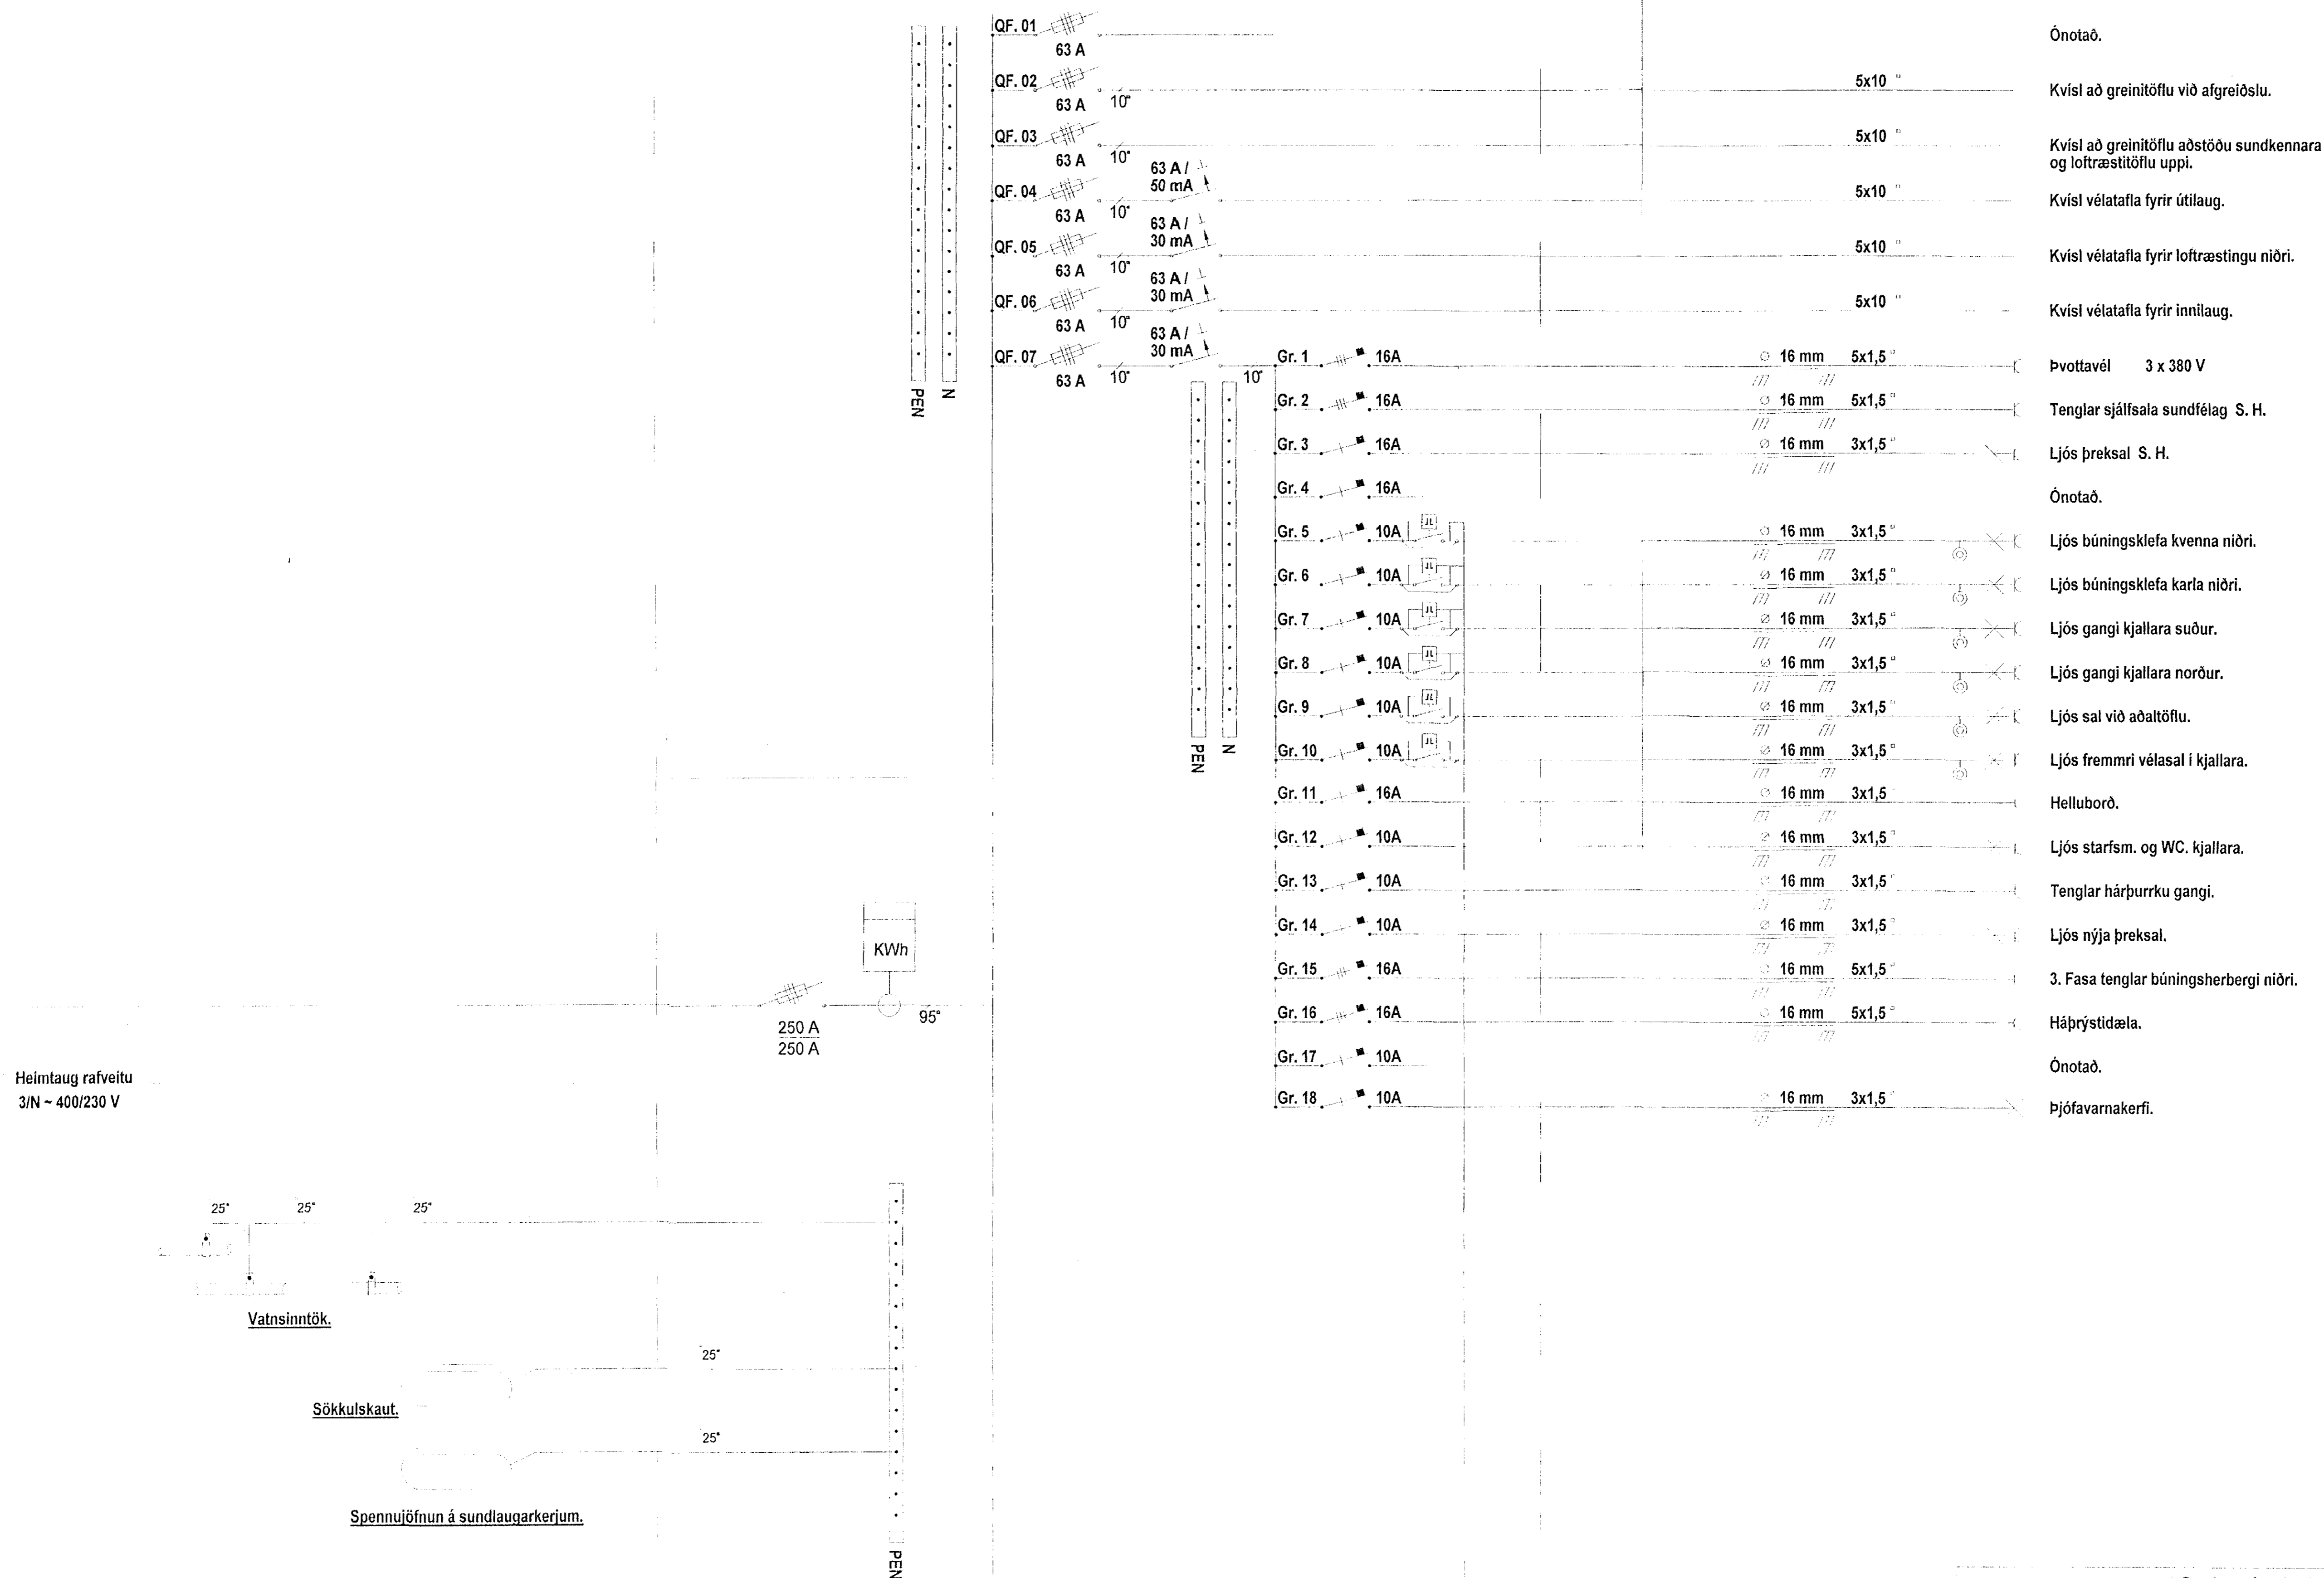 QF. 01
63 A
Ónotað.
QF. 02
63 A
10"
5x10 "
Kvísl að greinitöflu við afgreiðslu.
QF. 03
63 A
10"
5x10 "
Kvísl að greinitöflu aðstöðu sundkennara
og loftræstitöflu uppi.
QF. 04
63 A
10"
63 A /
50 mA
5x10 "
Kvísl vélatafla fyrir útilaug.
QF. 05
63 A
10"
63 A /
30 mA
5x10 "
Kvísl vélatafla fyrir loftræstingu niðri.
QF. 06
63 A
10"
63 A /
30 mA
5x10 "
Kvísl vélatafla fyrir innilaug.
QF. 07
63 A
10"
63 A /
30 mA
10"
PEN
N
Gr. 1 16A ∅ 16 mm 5x1,5 "
Þvottavél 3 x 380 V
Gr. 2 16A ∅ 16 mm 5x1,5 "
Tenglar sjálfsala sundfélag S. H.
Gr. 3 16A ∅ 16 mm 3x1,5 "
Ljós þreksal S. H.
Gr. 4 16A
Ónotað.
Gr. 5 10A ∅ 16 mm 3x1,5 "
Ljós búningsklefa kvenna niðri.
Gr. 6 10A ∅ 16 mm 3x1,5 "
Ljós búningsklefa karla niðri.
Gr. 7 10A ∅ 16 mm 3x1,5 "
Ljós gangi kjallara suður.
Gr. 8 10A ∅ 16 mm 3x1,5 "
Ljós gangi kjallara norður.
Gr. 9 10A ∅ 16 mm 3x1,5 "
Ljós sal við aðaltöflu.
Gr. 10 10A ∅ 16 mm 3x1,5 "
Ljós fremmri vélasal í kjallara.
PEN
N
Gr. 11 16A ∅ 16 mm 3x1,5
Helluborð.
Gr. 12 10A ∅ 16 mm 3x1,5 "
Ljós starfsm. og WC. kjallara.
Gr. 13 10A ∅ 16 mm 3x1,5 "
Tenglar hárþurrku gangi.
Gr. 14 10A ∅ 16 mm 3x1,5 "
Ljós nýja þreksal.
Gr. 15 16A ∅ 16 mm 5x1,5 "
3. Fasa tenglar búningsherbergi niðri.
Gr. 16 16A ∅ 16 mm 5x1,5 "
Háþrýstidæla.
Gr. 17 10A
Ónotað.
Gr. 18 10A ∅ 16 mm 3x1,5 "
Þjófavarnakerfi.
KWh
250 A
250 A
95"
Heimtaug rafveitu
3/N ~ 400/230 V
25" 25" 25"
Vatnsinntök.
25"
Sökkulskaut.
25"
Spennujöfnun á sundlaugarkerjum.
PEN